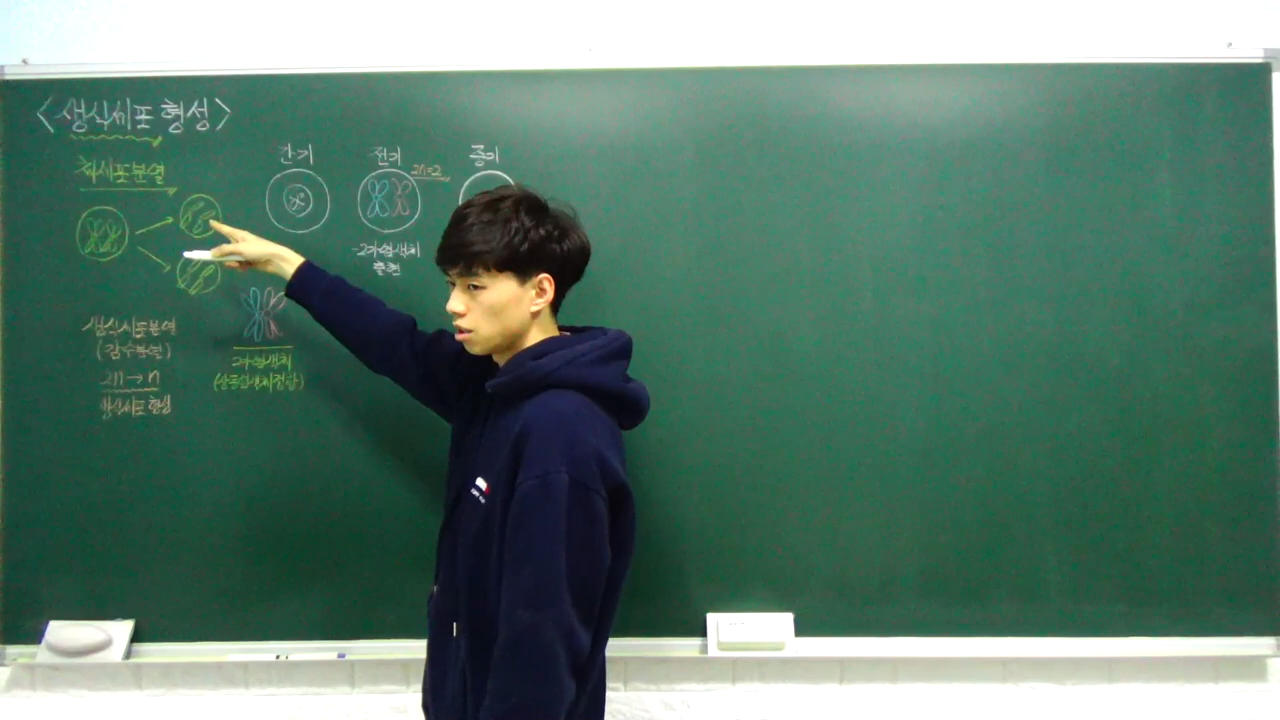 <생식세포 형성>
체세포분열
간기
전기
중기
2n=2
-2가염색체
출현
생식세포분열
(감수분열)
2n→n
생식세포 형성
2가염색체
(상동염색체접합)